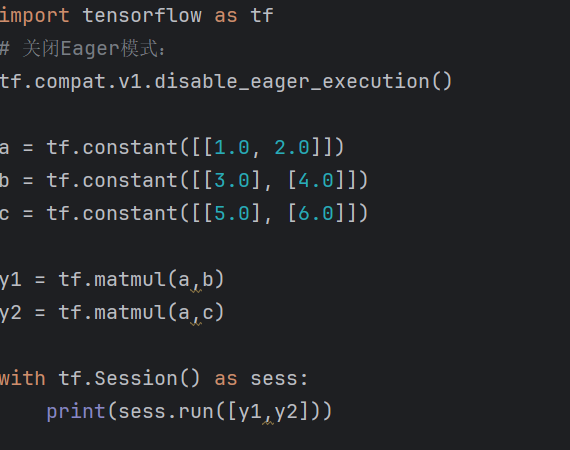 import tensorflow as tf
# 关闭Eager模式：
tf.compat.v1.disable_eager_execution()
a = tf.constant([[1.0, 2.0]])
b = tf.constant([[3.0], [4.0]])
c = tf.constant([[5.0], [6.0]])
y1 = tf.matmul(a,b)
y2 = tf.matmul(a,c)
with tf.Session() as sess:
    print(sess.run([y1,y2]))